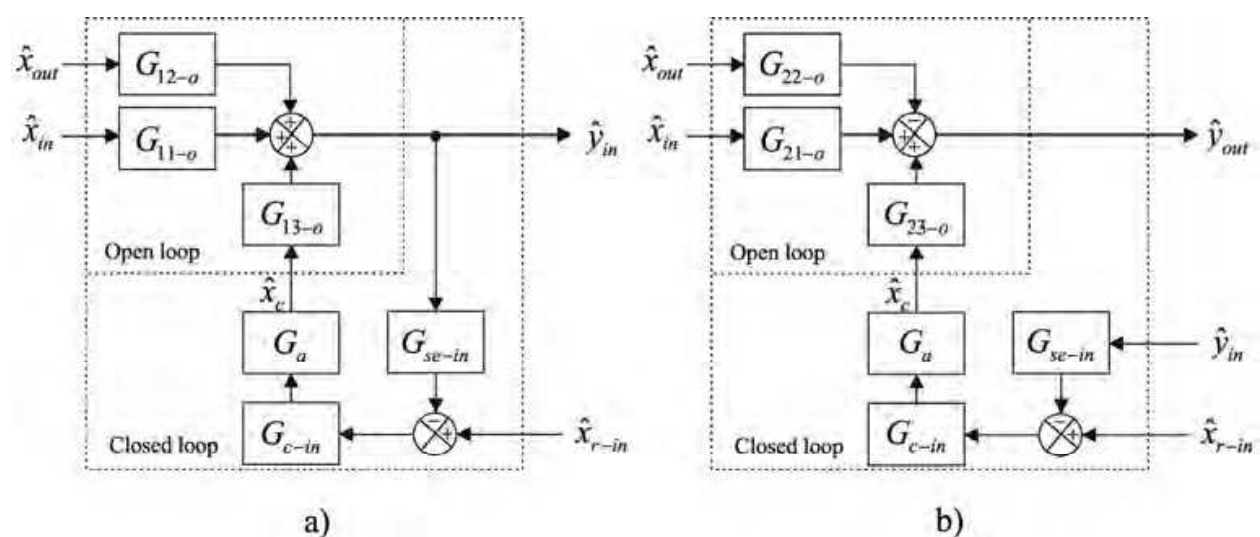 x̂out G12−o + ŷin
x̂in G11−o + +
G13−o
Open loop
x̂c
Ga Gse−in
Closed loop Gc−in − + x̂r−in
a)
x̂out G22−o − ŷout
x̂in G21−o + +
G23−o
Open loop
x̂c
Ga Gse−in ŷin
Closed loop Gc−in − + x̂r−in
b)